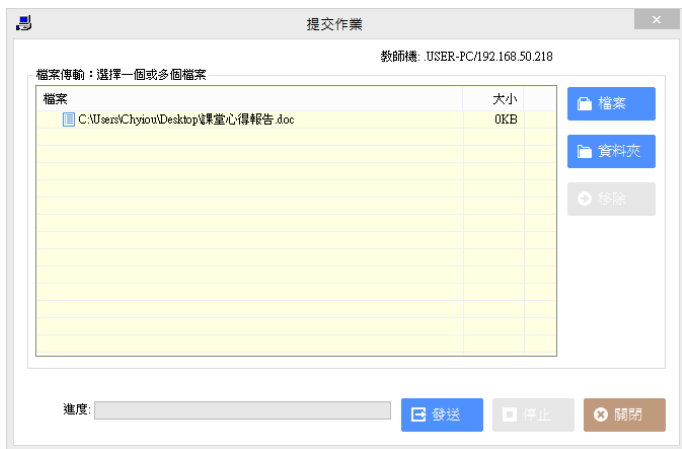 提交作業
教師機: .USER-PC/192.168.50.218
檔案傳輸：選擇一個或多個檔案
檔案 大小
C:\Users\Chyiou\Desktop\課堂心得報告.doc 0KB
檔案
資料夾
移除
進度:
發送
停止
關閉